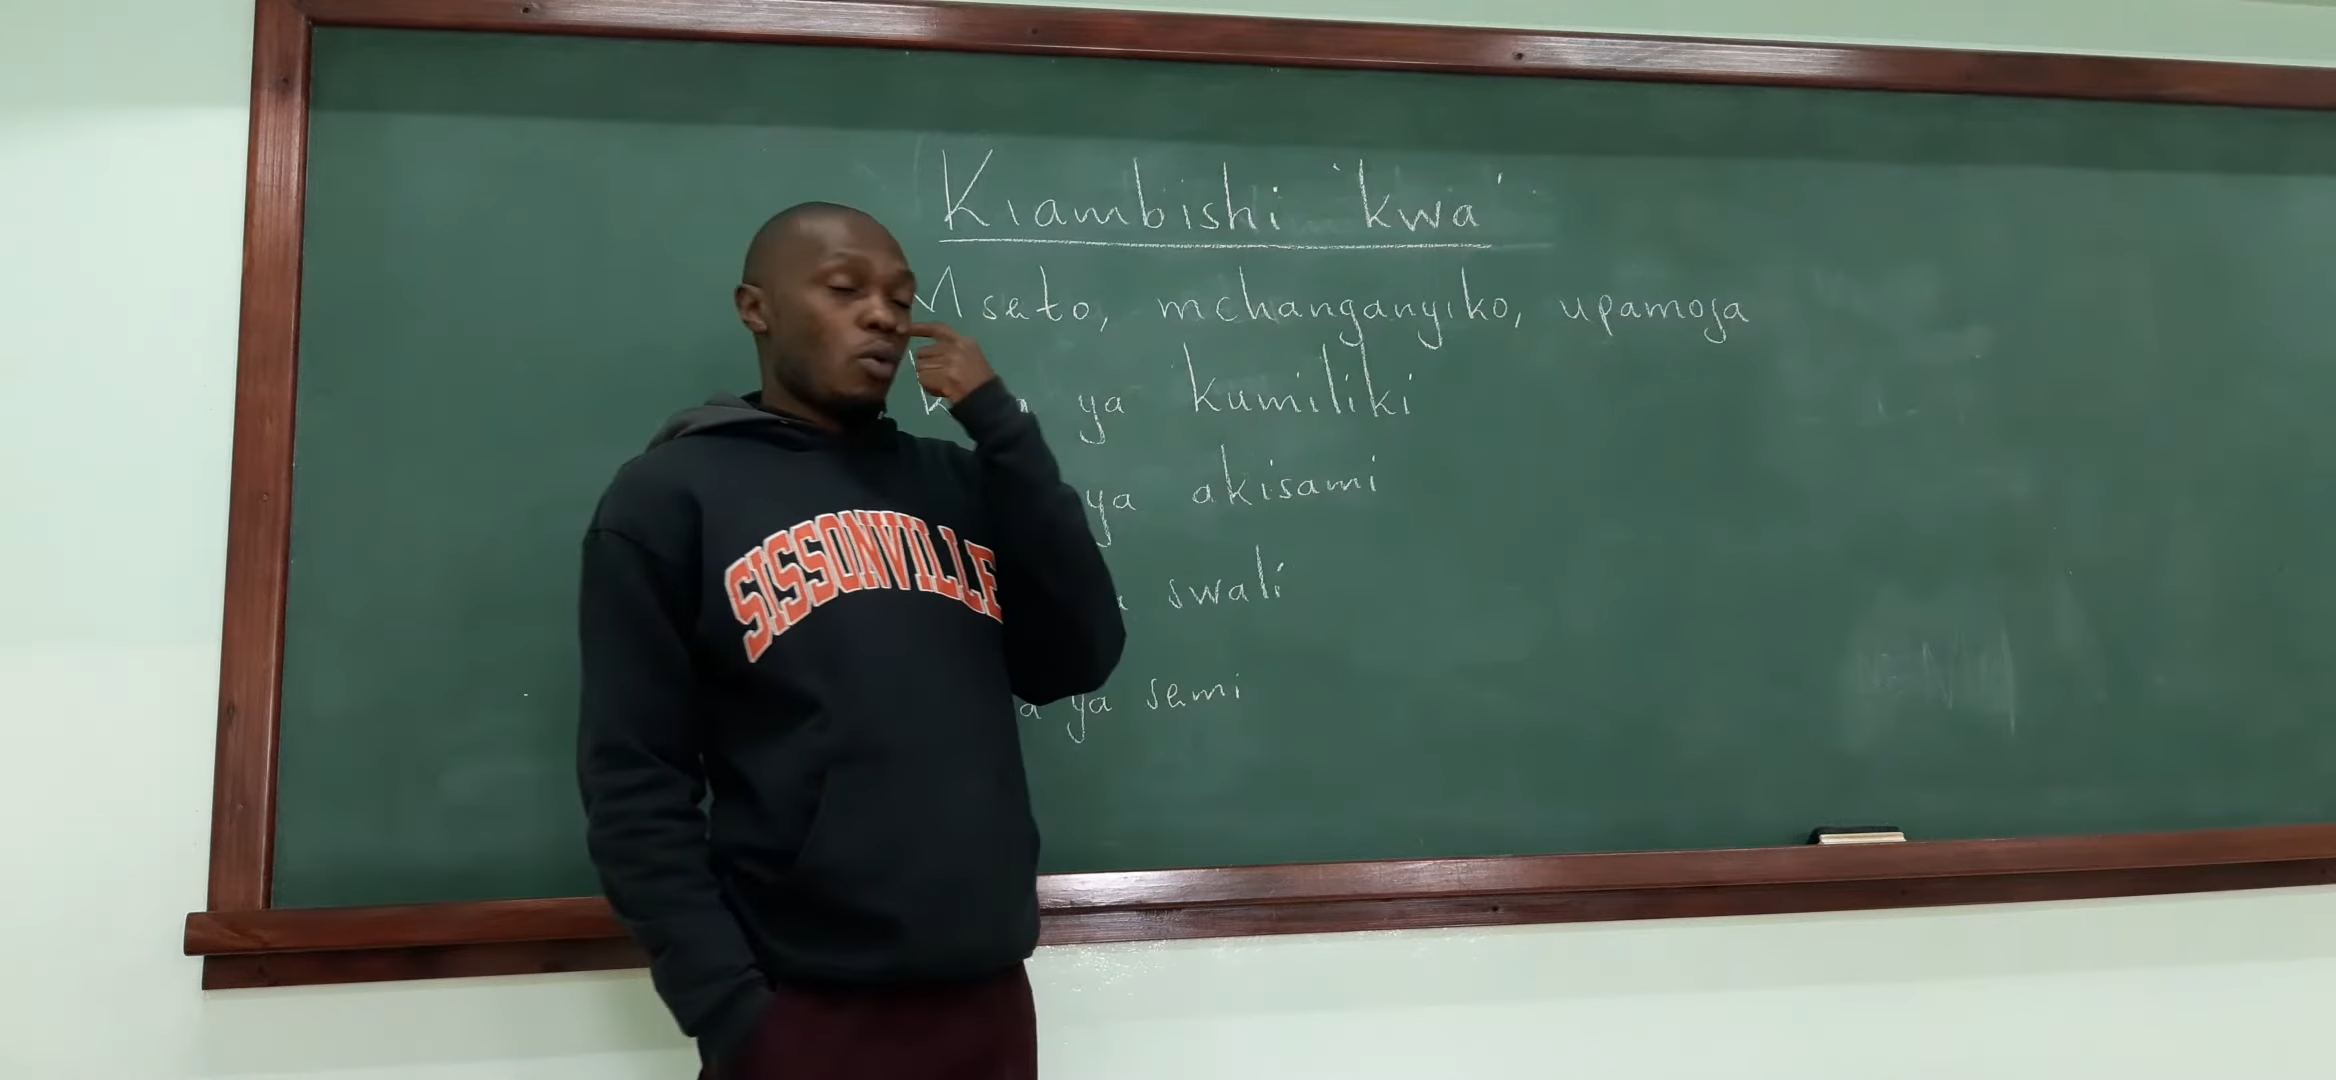 Kiambishi 'kwa'
Mseto, mchanganyiko, upamoja
ya kumiliki
ya akisami
swali
ya semi
SISSONVILLE